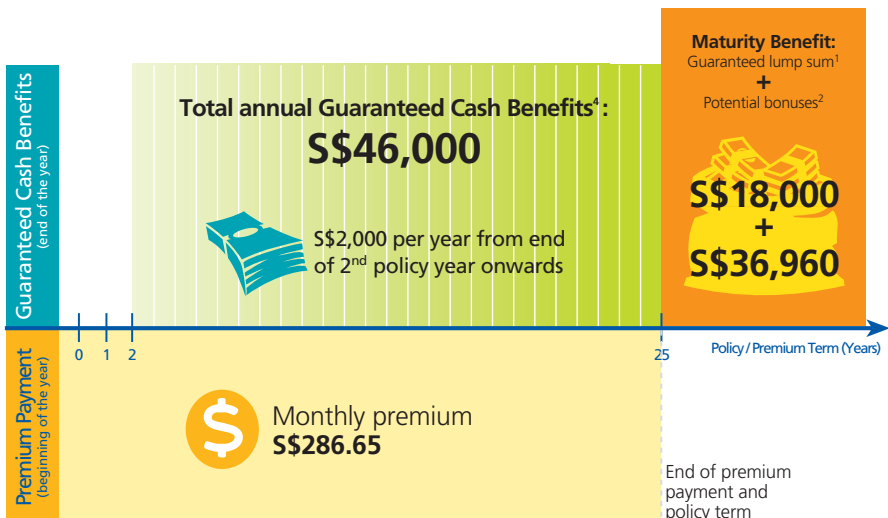 Guaranteed Cash Benefits
(end of the year)
Total annual Guaranteed Cash Benefits⁴:
S$46,000
S$2,000 per year from end
of 2nd policy year onwards
Maturity Benefit:
Guaranteed lump sum¹
+
Potential bonuses²
S$18,000
+
S$36,960
0 1 2 25
Policy/Premium Term (Years)
Premium Payment
(beginning of the year)
$
Monthly premium
S$286.65
End of premium
payment and
policy term